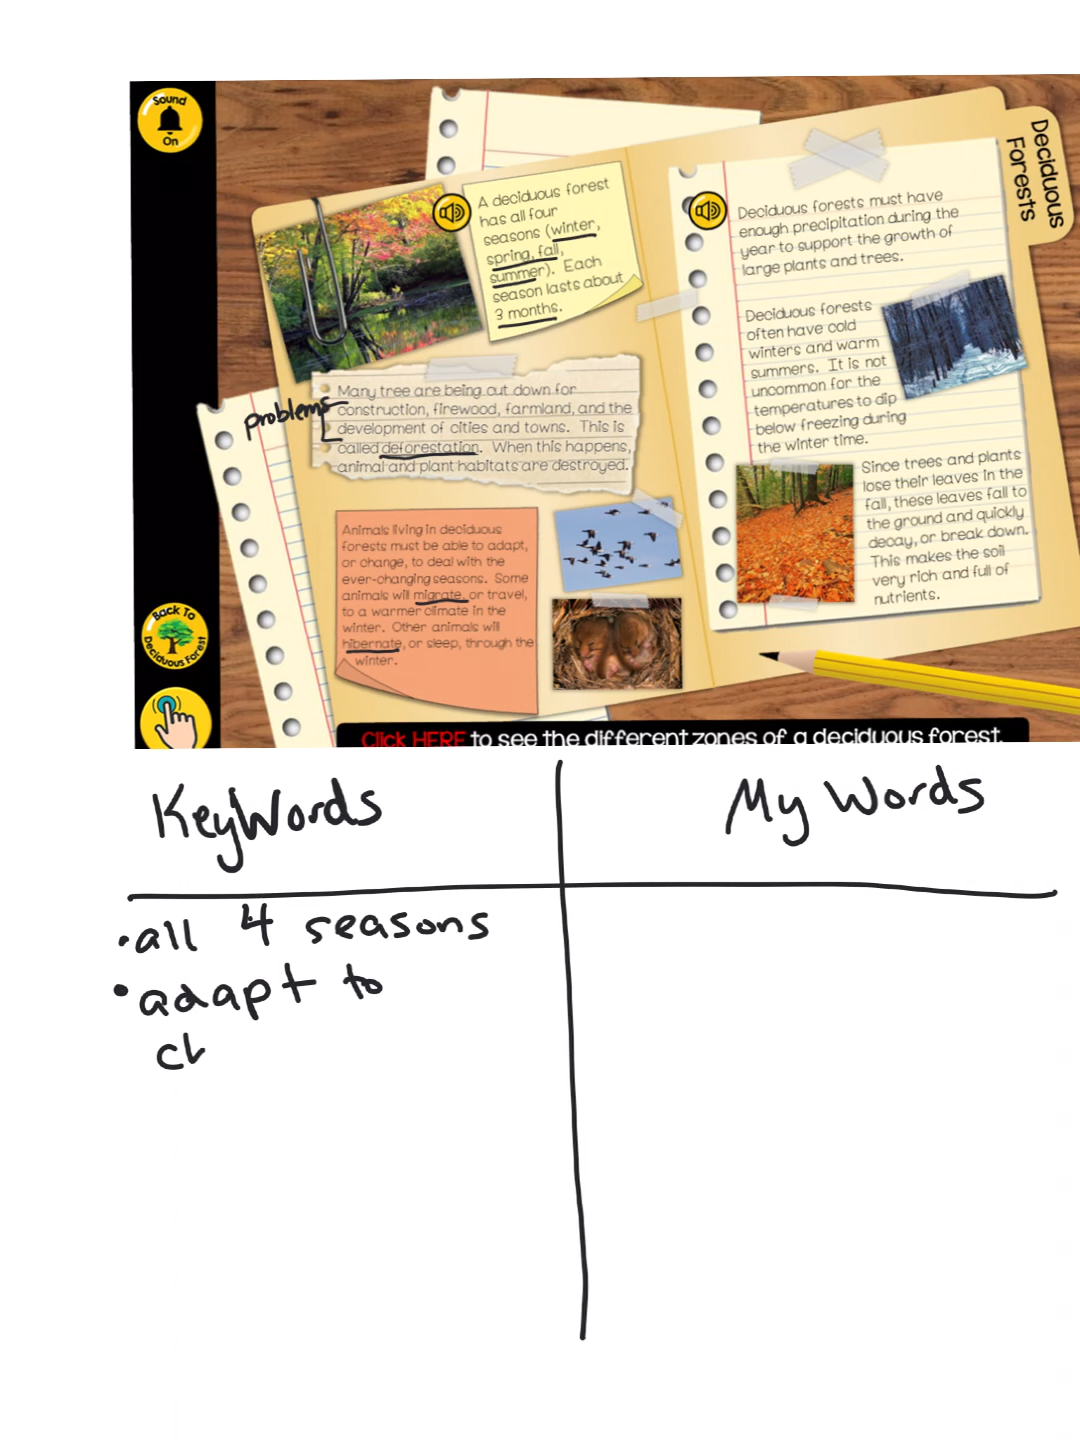 Sound
On
Deciduous
Forests
A deciduous forest
has all four
seasons (winter,
spring, fall,
summer). Each
season lasts about
3 months.
problems
Many tree are being cut down for
construction, firewood, farmland, and the
development of cities and towns. This is
called deforestation. When this happens,
animal and plant habitats are destroyed.
Animals living in deciduous
forests must be able to adapt,
or change, to deal with the
ever-changing seasons. Some
animals will migrate, or travel,
to a warmer climate in the
winter. Other animals will
hibernate, or sleep, through the
winter.
Deciduous forests must have
enough precipitation during the
year to support the growth of
large plants and trees.
Deciduous forests
often have cold
winters and warm
summers. It is not
uncommon for the
temperatures to dip
below freezing during
the winter time.
Since trees and plants
lose their leaves in the
fall, these leaves fall to
the ground and quickly
decay, or break down.
This makes the soil
very rich and full of
nutrients.
Back To
Deciduous Forest
Click HERE to see the different zones of a deciduous forest.
KeyWords
My Words
• all 4 seasons
• adapt to
ch